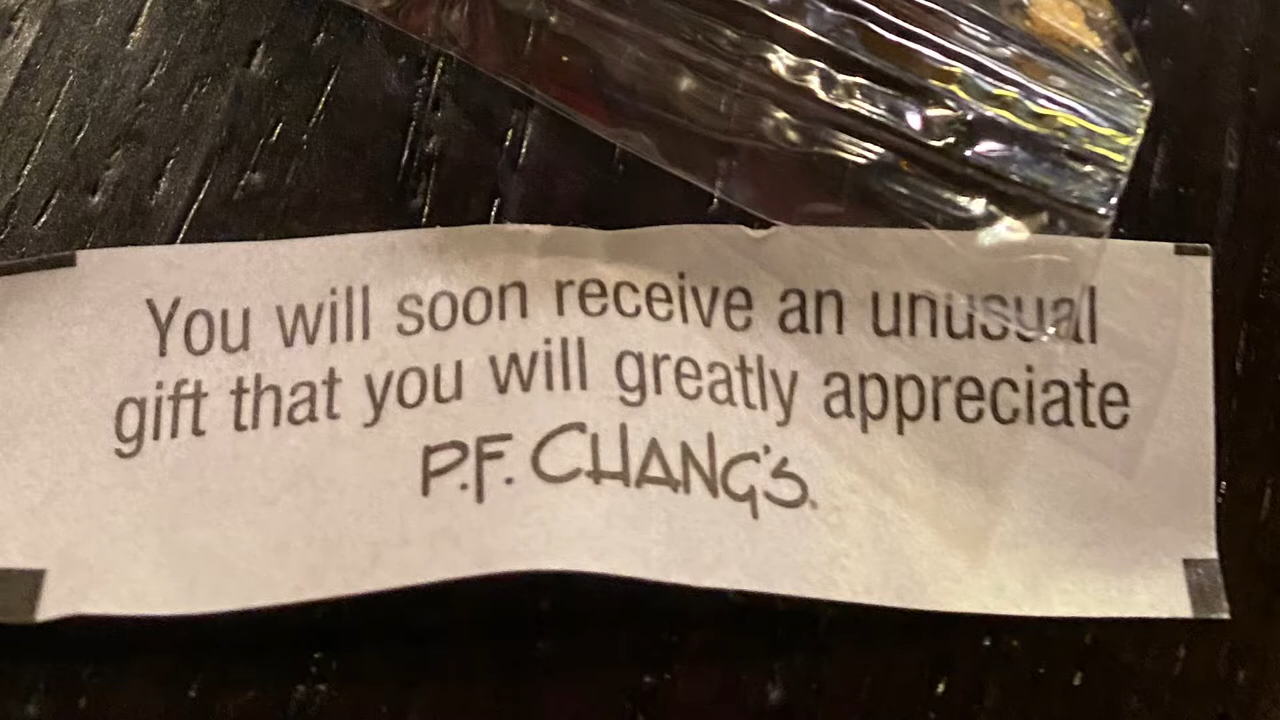 You will soon receive an unusual
gift that you will greatly appreciate
P.F. CHANG'S.